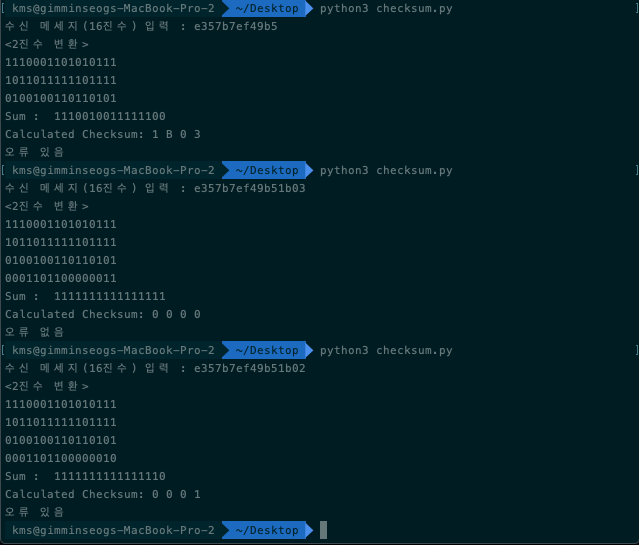 [ kms@gimminseogs-MacBook-Pro-2 ~/Desktop python3 checksum.py ]
수신 메세지(16진수) 입력 : e357b7ef49b5
<2진수 변환>
1110001101010111
1011011111101111
0100100110110101
Sum :  1110010011111100
Calculated Checksum: 1 B 0 3
오류 있음
[ kms@gimminseogs-MacBook-Pro-2 ~/Desktop python3 checksum.py ]
수신 메세지(16진수) 입력 : e357b7ef49b51b03
<2진수 변환>
1110001101010111
1011011111101111
0100100110110101
0001101100000011
Sum :  1111111111111111
Calculated Checksum: 0 0 0 0
오류 없음
[ kms@gimminseogs-MacBook-Pro-2 ~/Desktop python3 checksum.py ]
수신 메세지(16진수) 입력 : e357b7ef49b51b02
<2진수 변환>
1110001101010111
1011011111101111
0100100110110101
0001101100000010
Sum :  1111111111111110
Calculated Checksum: 0 0 0 1
오류 있음
kms@gimminseogs-MacBook-Pro-2 ~/Desktop